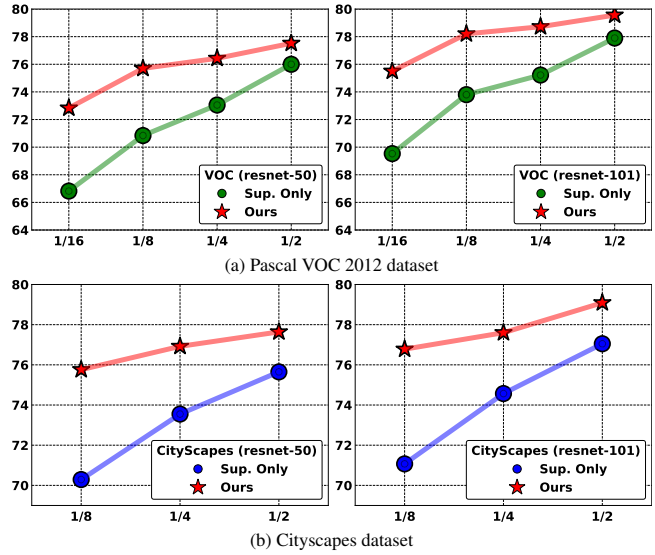 80
78
76
74
72
70
68
66
64
VOC (resnet-50)
Sup. Only
Ours
1/16 1/8 1/4 1/2
80
78
76
74
72
70
68
66
64
VOC (resnet-101)
Sup. Only
Ours
1/16 1/8 1/4 1/2
(a) Pascal VOC 2012 dataset
80
78
76
74
72
70
CityScapes (resnet-50)
Sup. Only
Ours
1/8 1/4 1/2
80
78
76
74
72
70
CityScapes (resnet-101)
Sup. Only
Ours
1/8 1/4 1/2
(b) Cityscapes dataset